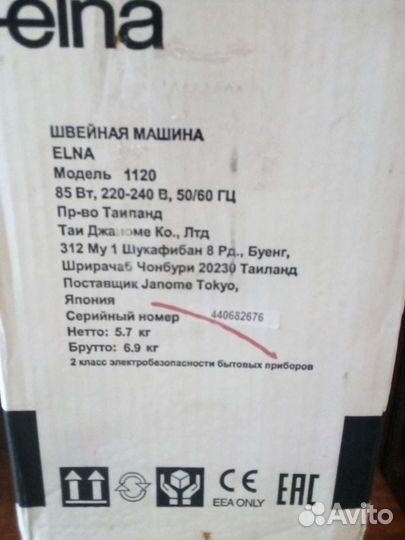 elna
ШВЕЙНАЯ МАШИНА
ELNA
Модель 1120
85 Вт, 220-240 В, 50/60 ГЦ
Пр-во Таипанд
Таи Джаноме Ко., Лтд
312 Му 1 Шукафибан 8 Рд., Буенг,
Шрирачаб Чонбури 20230 Таиланд
Поставщик Janome Tokyo,
Япония
Серийный номер 440682676
Нетто: 5.7 кг
Брутто: 6.9 кг
2 класс электробезопасности бытовых приборов
CE
EEA ONLY
EAC
Avito